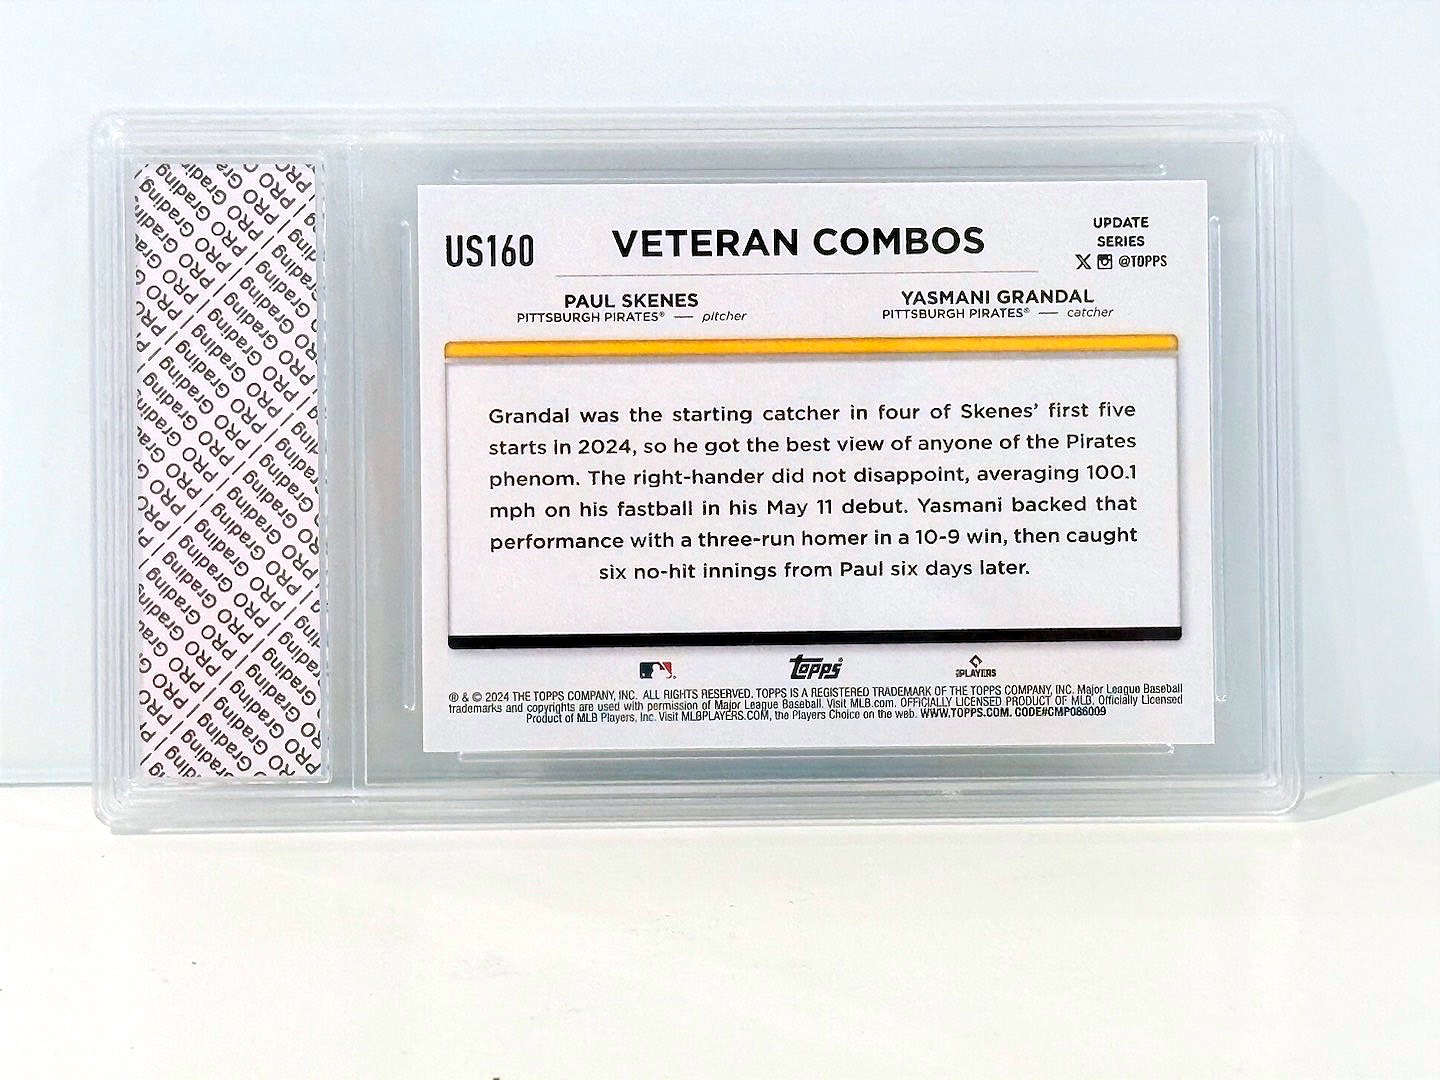 US160
VETERAN COMBOS
UPDATE
SERIES
X @TOPPS
PAUL SKENES
PITTSBURGH PIRATES® — pitcher
YASMANI GRANDAL
PITTSBURGH PIRATES® — catcher
Grandal was the starting catcher in four of Skenes’ first five
starts in 2024, so he got the best view of anyone of the Pirates
phenom. The right-hander did not disappoint, averaging 100.1
mph on his fastball in his May 11 debut. Yasmani backed that
performance with a three-run homer in a 10-9 win, then caught
six no-hit innings from Paul six days later.
Topps
PLAYERS
® & © 2024 THE TOPPS COMPANY, INC. ALL RIGHTS RESERVED. TOPPS IS A REGISTERED TRADEMARK OF THE TOPPS COMPANY, INC. Major League Baseball
trademarks and copyrights are used with permission of Major League Baseball. Visit MLB.com. OFFICIALLY LICENSED PRODUCT OF MLB. Officially Licensed
Product of MLB Players, Inc. Visit MLBPLAYERS.COM, the Players Choice on the web. WWW.TOPPS.COM. CODE#CMP086009
PRO Grading